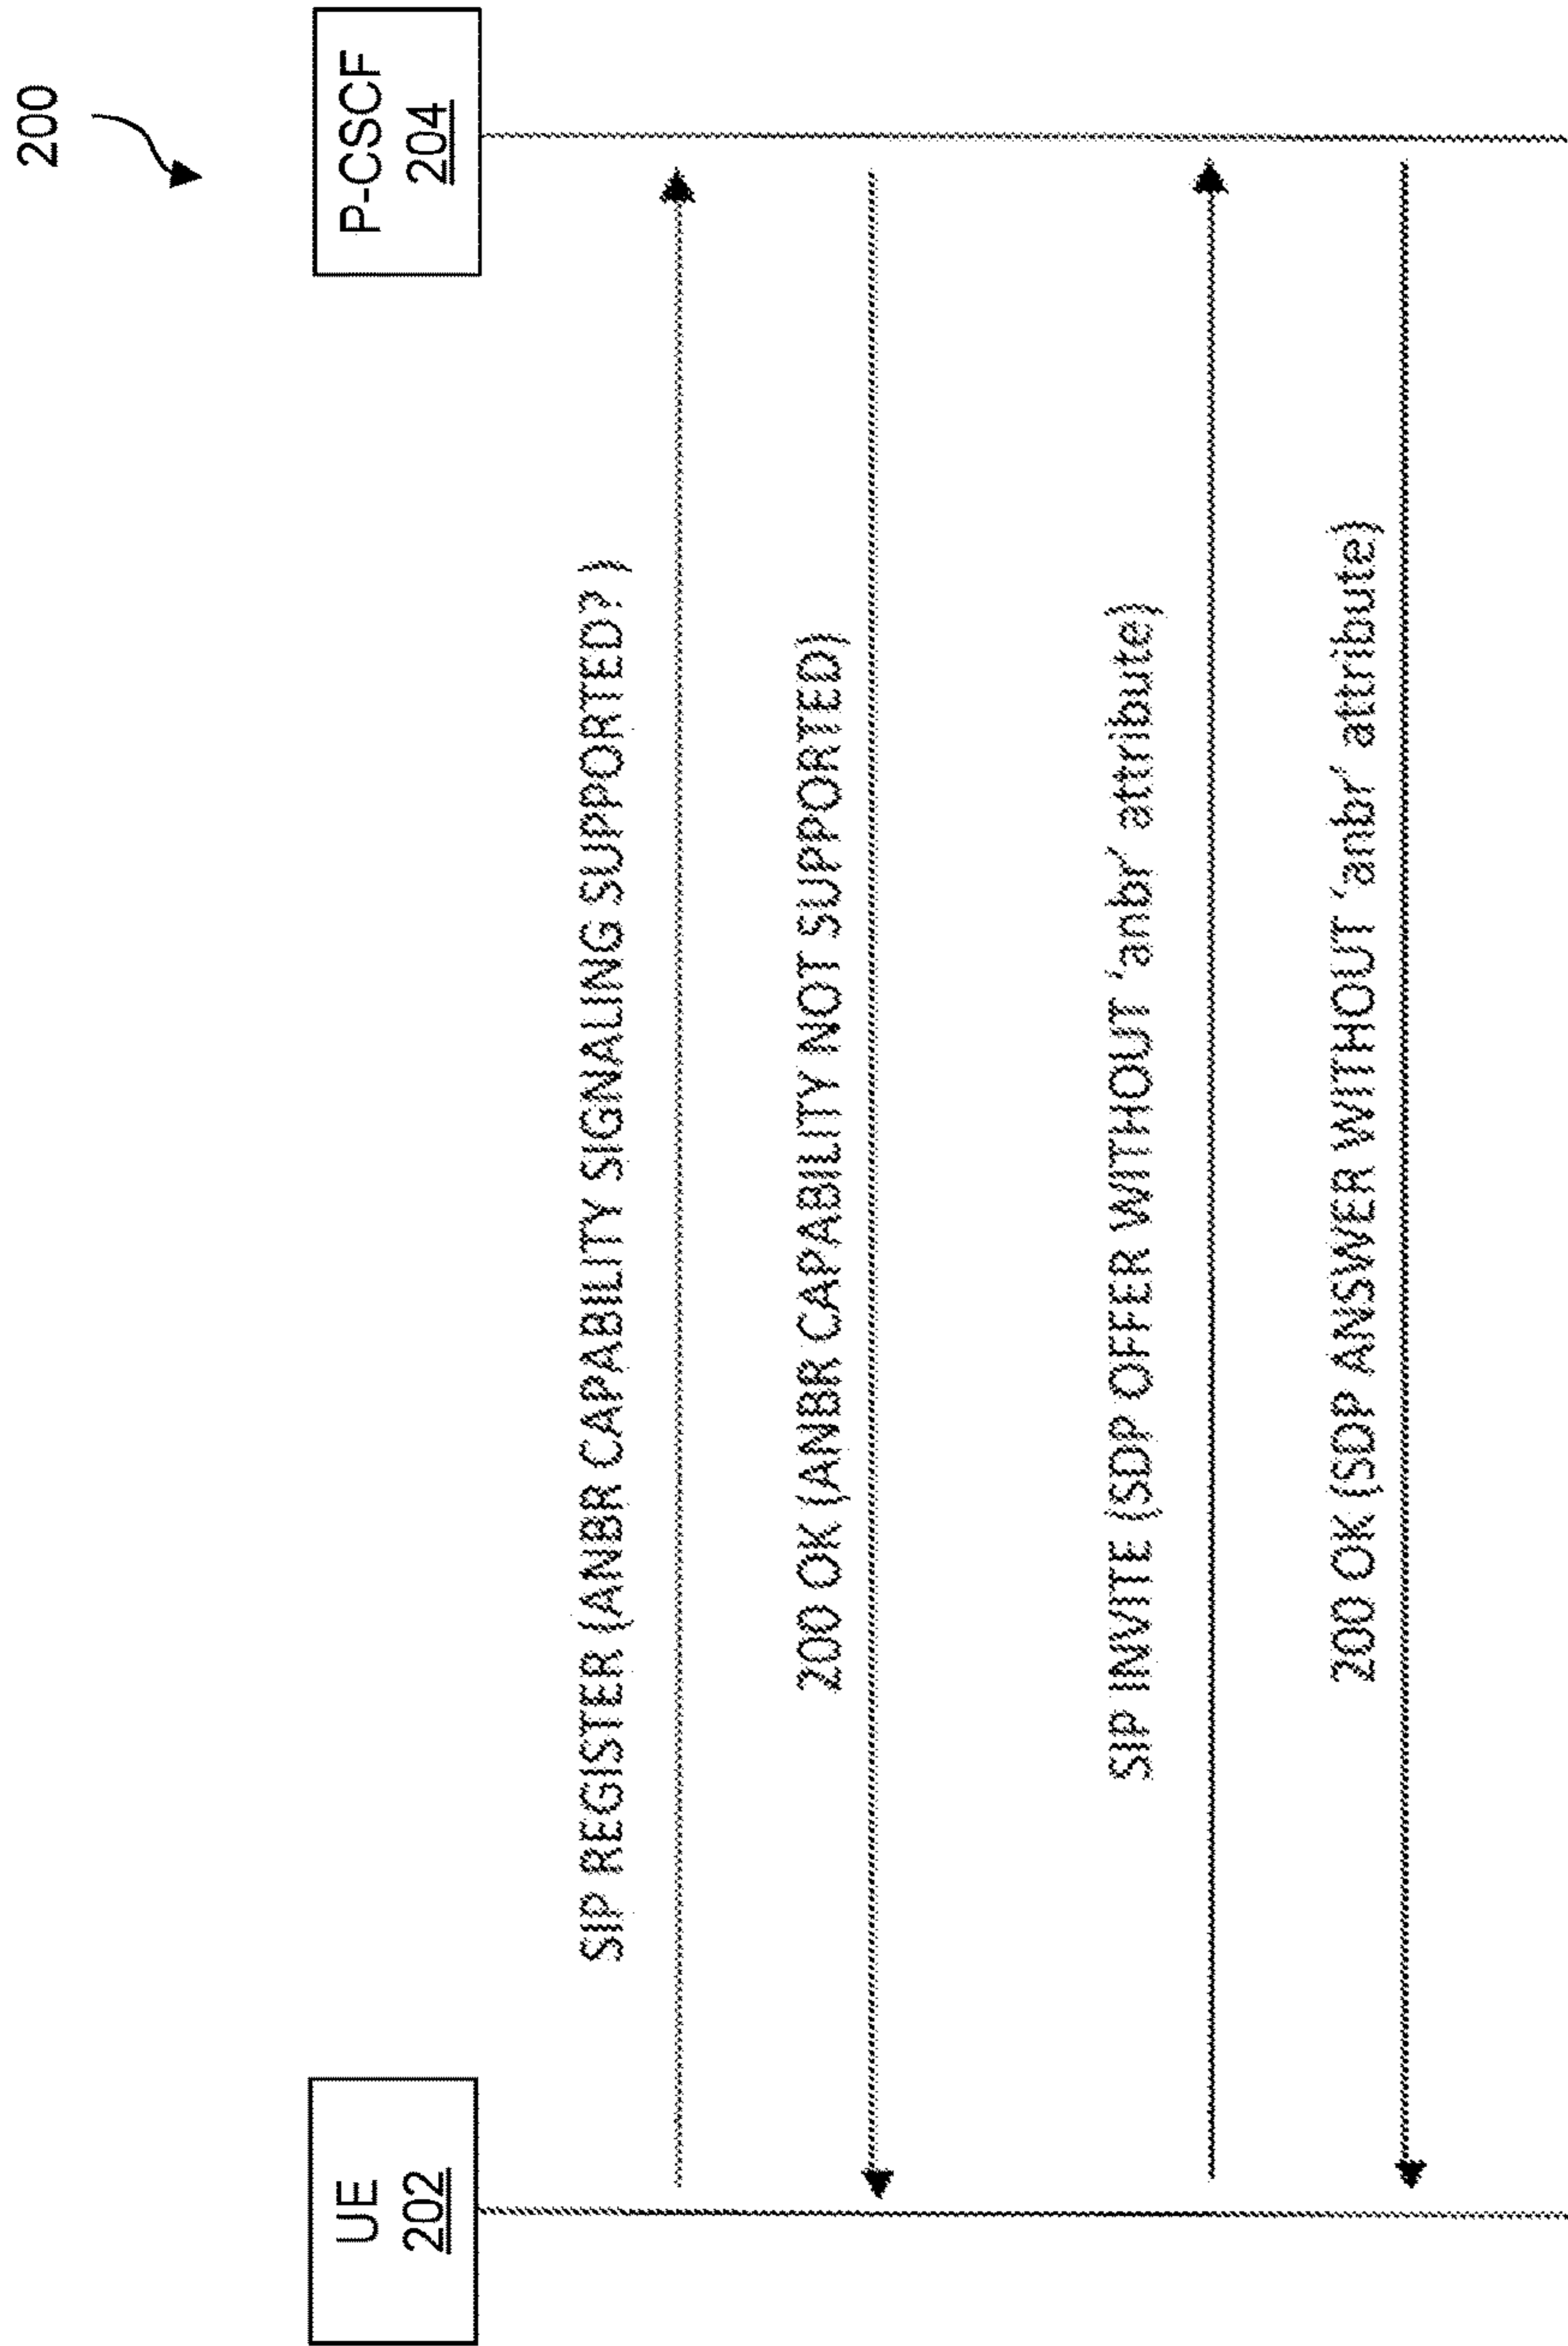 200
UE
202
P-CSCF
204
SIP REGISTER (ANBR CAPABILITY SIGNALING SUPPORTED? )
200 OK (ANBR CAPABILITY NOT SUPPORTED)
SIP INVITE (SDP OFFER WITHOUT 'anbr' attribute)
200 OK (SDP ANSWER WITHOUT 'anbr' attribute)